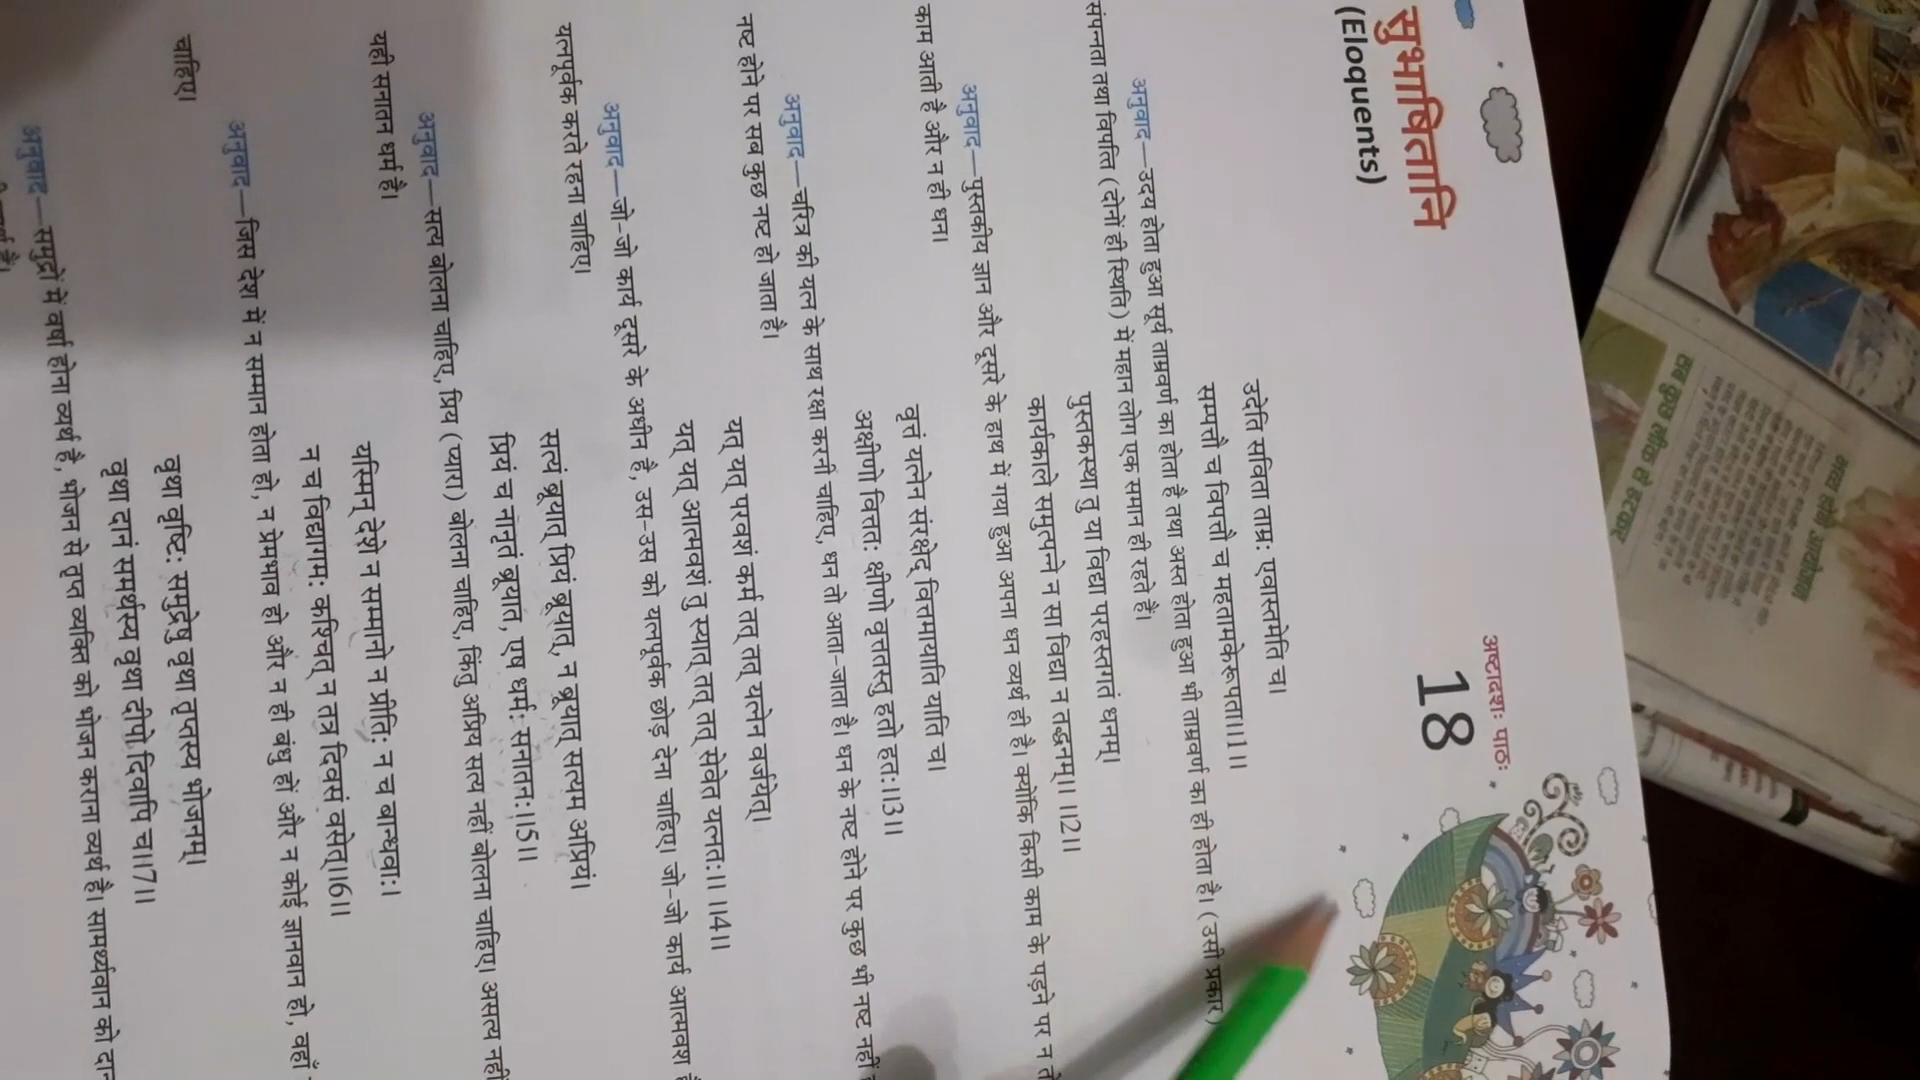 अष्टादशः पाठः
18
सुभाषितानि
(Eloquents)
उदेति सविता ताम्रः एवास्तमेति च।
सम्पत्तौ च विपत्तौ च महतामेकरूपता॥1॥
अनुवाद—उदय होता हुआ सूर्य ताम्रवर्ण का होता है तथा अस्त होता हुआ भी ताम्रवर्ण का ही होता है। (उसी प्रकार)
संपन्नता तथा विपत्ति (दोनों ही स्थिति) में महान लोग एक समान ही रहते हैं।
पुस्तकस्था तु या विद्या परहस्तगतं धनम्।
कार्यकाले समुत्पन्ने न सा विद्या न तद्धनम्॥ ॥2॥
अनुवाद—पुस्तकीय ज्ञान और दूसरे के हाथ में गया हुआ अपना धन व्यर्थ ही है। क्योंकि किसी काम के पड़ने पर न तो
काम आती है और न ही धन।
वृत्तं यत्नेन संरक्षेद् वित्तमायाति याति च।
अक्षीणो वित्ततः क्षीणो वृत्ततस्तु हतो हतः॥3॥
अनुवाद—चरित्र की यत्न के साथ रक्षा करनी चाहिए, धन तो आता-जाता है। धन के नष्ट होने पर कुछ भी नष्ट नहीं
नष्ट होने पर सब कुछ नष्ट हो जाता है।
यत् यत् परवशं कर्म तत् तत् यत्नेन वर्जयेत्।
यत् यत् आत्मवशं तु स्यात् तत् तत् सेवेत यत्नतः॥ ॥4॥
अनुवाद—जो-जो कार्य दूसरे के अधीन है, उस-उस को यत्नपूर्वक छोड़ देना चाहिए। जो-जो कार्य आत्मवश
यत्नपूर्वक करते रहना चाहिए।
सत्यं ब्रूयात् प्रियं ब्रूयात्, न ब्रूयात् सत्यम अप्रियं।
प्रियं च नानृतं ब्रूयात्, एष धर्मः सनातनः॥5॥
अनुवाद—सत्य बोलना चाहिए, प्रिय (प्यारा) बोलना चाहिए, किंतु अप्रिय सत्य नहीं बोलना चाहिए। असत्य नहीं
यही सनातन धर्म है।
यस्मिन् देशे न सम्मानो न प्रीतिः न च बान्धवाः।
न च विद्यागमः कश्चित् न तत्र दिवसं वसेत्॥6॥
अनुवाद—जिस देश में न सम्मान होता हो, न प्रेमभाव हो और न ही बंधु हों और न कोई ज्ञानवान हो, वहाँ
चाहिए।
वृथा वृष्टिः समुद्रेषु वृथा तृप्तस्य भोजनम्।
वृथा दानं समर्थस्य वृथा दीपो दिवापि च॥7॥
अनुवाद—समुद्रों में वर्षा होना व्यर्थ है, भोजन से तृप्त व्यक्ति को भोजन कराना व्यर्थ है। सामर्थ्यवान को दान
अनुवाद
सब कुछ लीक से हटकर